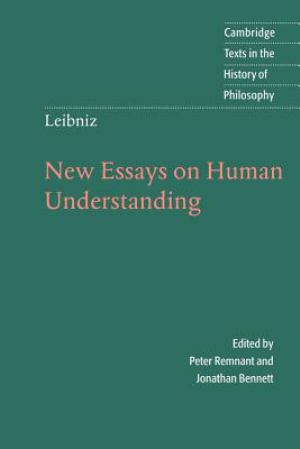 Cambridge
Texts in the
History of
Philosophy
Leibniz
New Essays on Human
Understanding
Edited by
Peter Remnant and
Jonathan Bennett